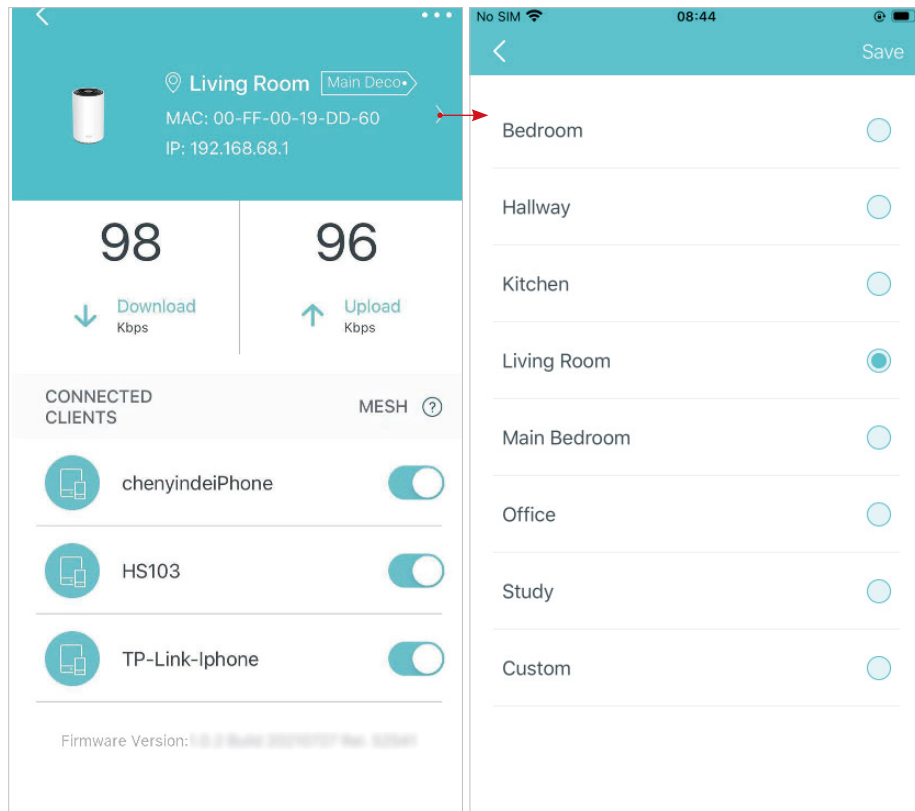 Living Room Main Deco
MAC: 00-FF-00-19-DD-60
IP: 192.168.68.1
98
Download
Kbps
96
Upload
Kbps
CONNECTED
CLIENTS
MESH ?
chenyindeiPhone
HS103
TP-Link-Iphone
Firmware Version:
No SIM 08:44
Save
Bedroom
Hallway
Kitchen
Living Room
Main Bedroom
Office
Study
Custom